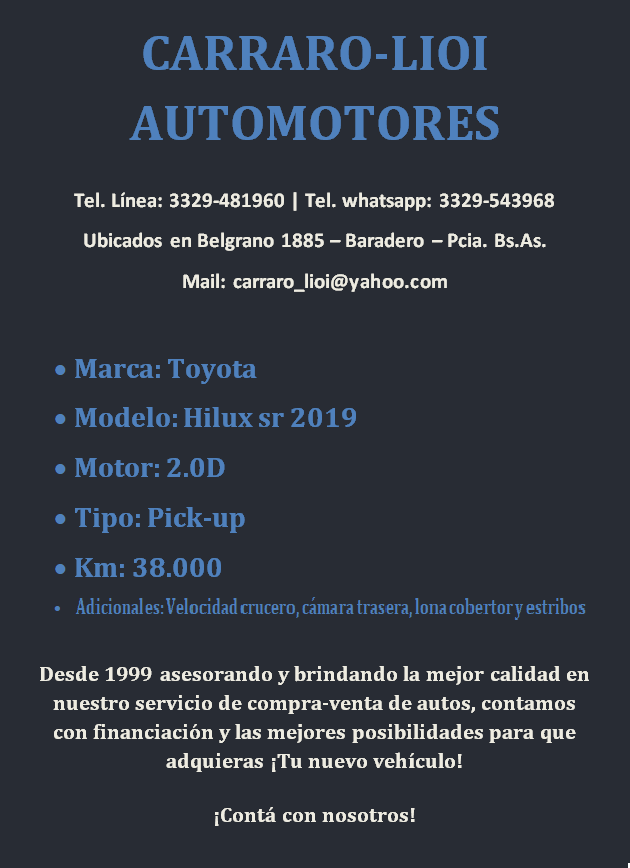 CARRARO-LIOI
AUTOMOTORES
Tel. Línea: 3329-481960 | Tel. whatsapp: 3329-543968
Ubicados en Belgrano 1885 – Baradero – Pcia. Bs.As.
Mail: carraro_lioi@yahoo.com
• Marca: Toyota
• Modelo: Hilux sr 2019
• Motor: 2.0D
• Tipo: Pick-up
• Km: 38.000
• Adicionales: Velocidad crucero, cámara trasera, lona cobertor y estribos
Desde 1999 asesorando y brindando la mejor calidad en
nuestro servicio de compra-venta de autos, contamos
con financiación y las mejores posibilidades para que
adquieras ¡Tu nuevo vehículo!
¡Contá con nosotros!